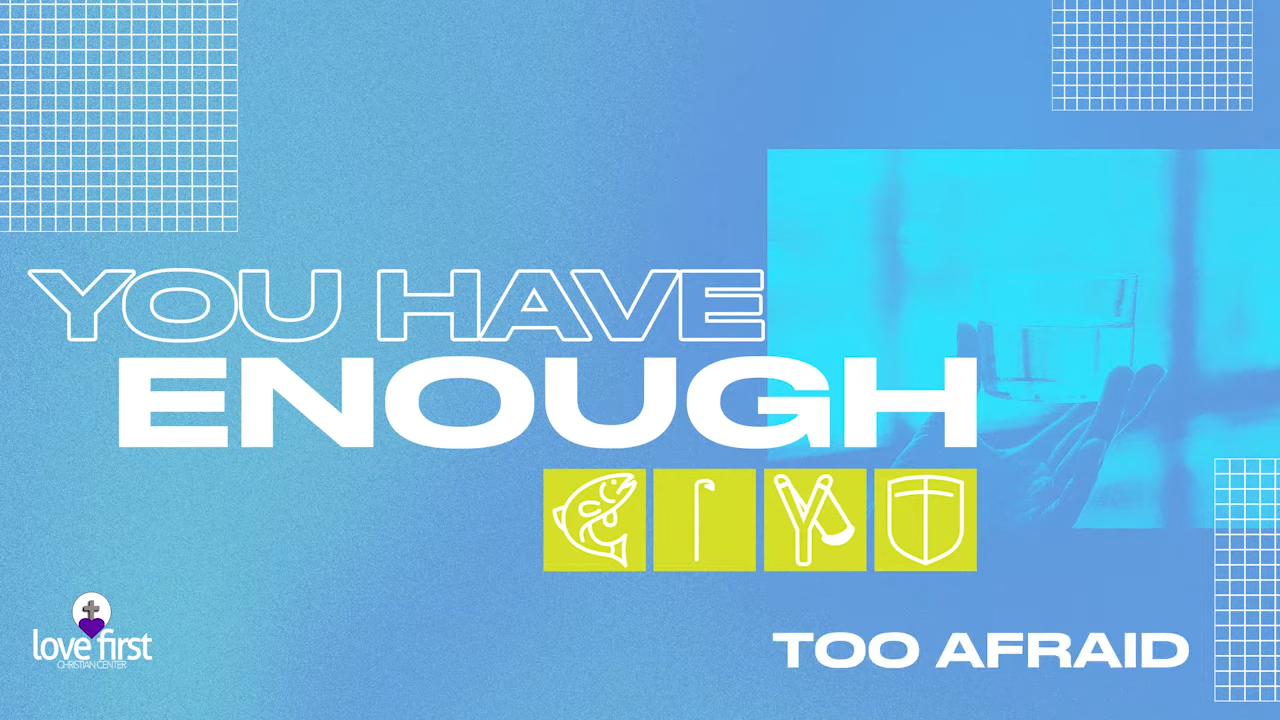 YOU HAVE
ENOUGH
TOO AFRAID
love first
CHRISTIAN CENTER